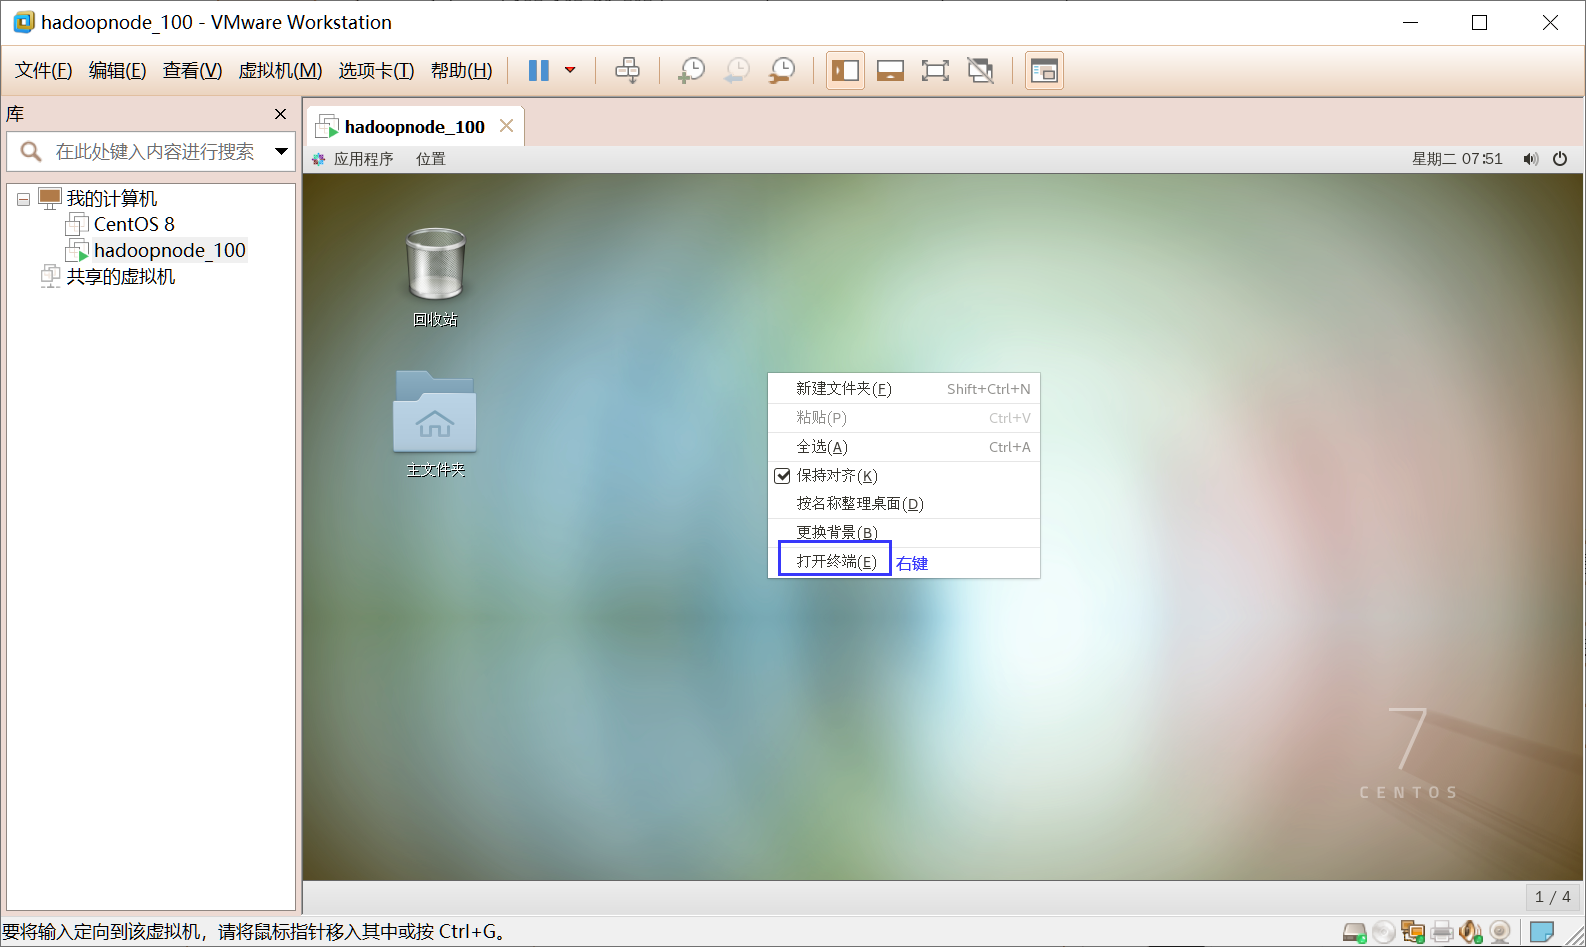 hadoopnode_100 - VMware Workstation
文件(F) 编辑(E) 查看(V) 虚拟机(M) 选项卡(T) 帮助(H)
库
在此处键入内容进行搜索
我的计算机
CentOS 8
hadoopnode_100
共享的虚拟机
hadoopnode_100
应用程序 位置 星期二 07:51
回收站
主文件夹
新建文件夹(F) Shift+Ctrl+N
粘贴(P) Ctrl+V
全选(A) Ctrl+A
保持对齐(K)
按名称整理桌面(D)
更换背景(B)
打开终端(E) 右键
7
CENTOS
1 / 4
要将输入定向到该虚拟机，请将鼠标指针移入其中或按 Ctrl+G。